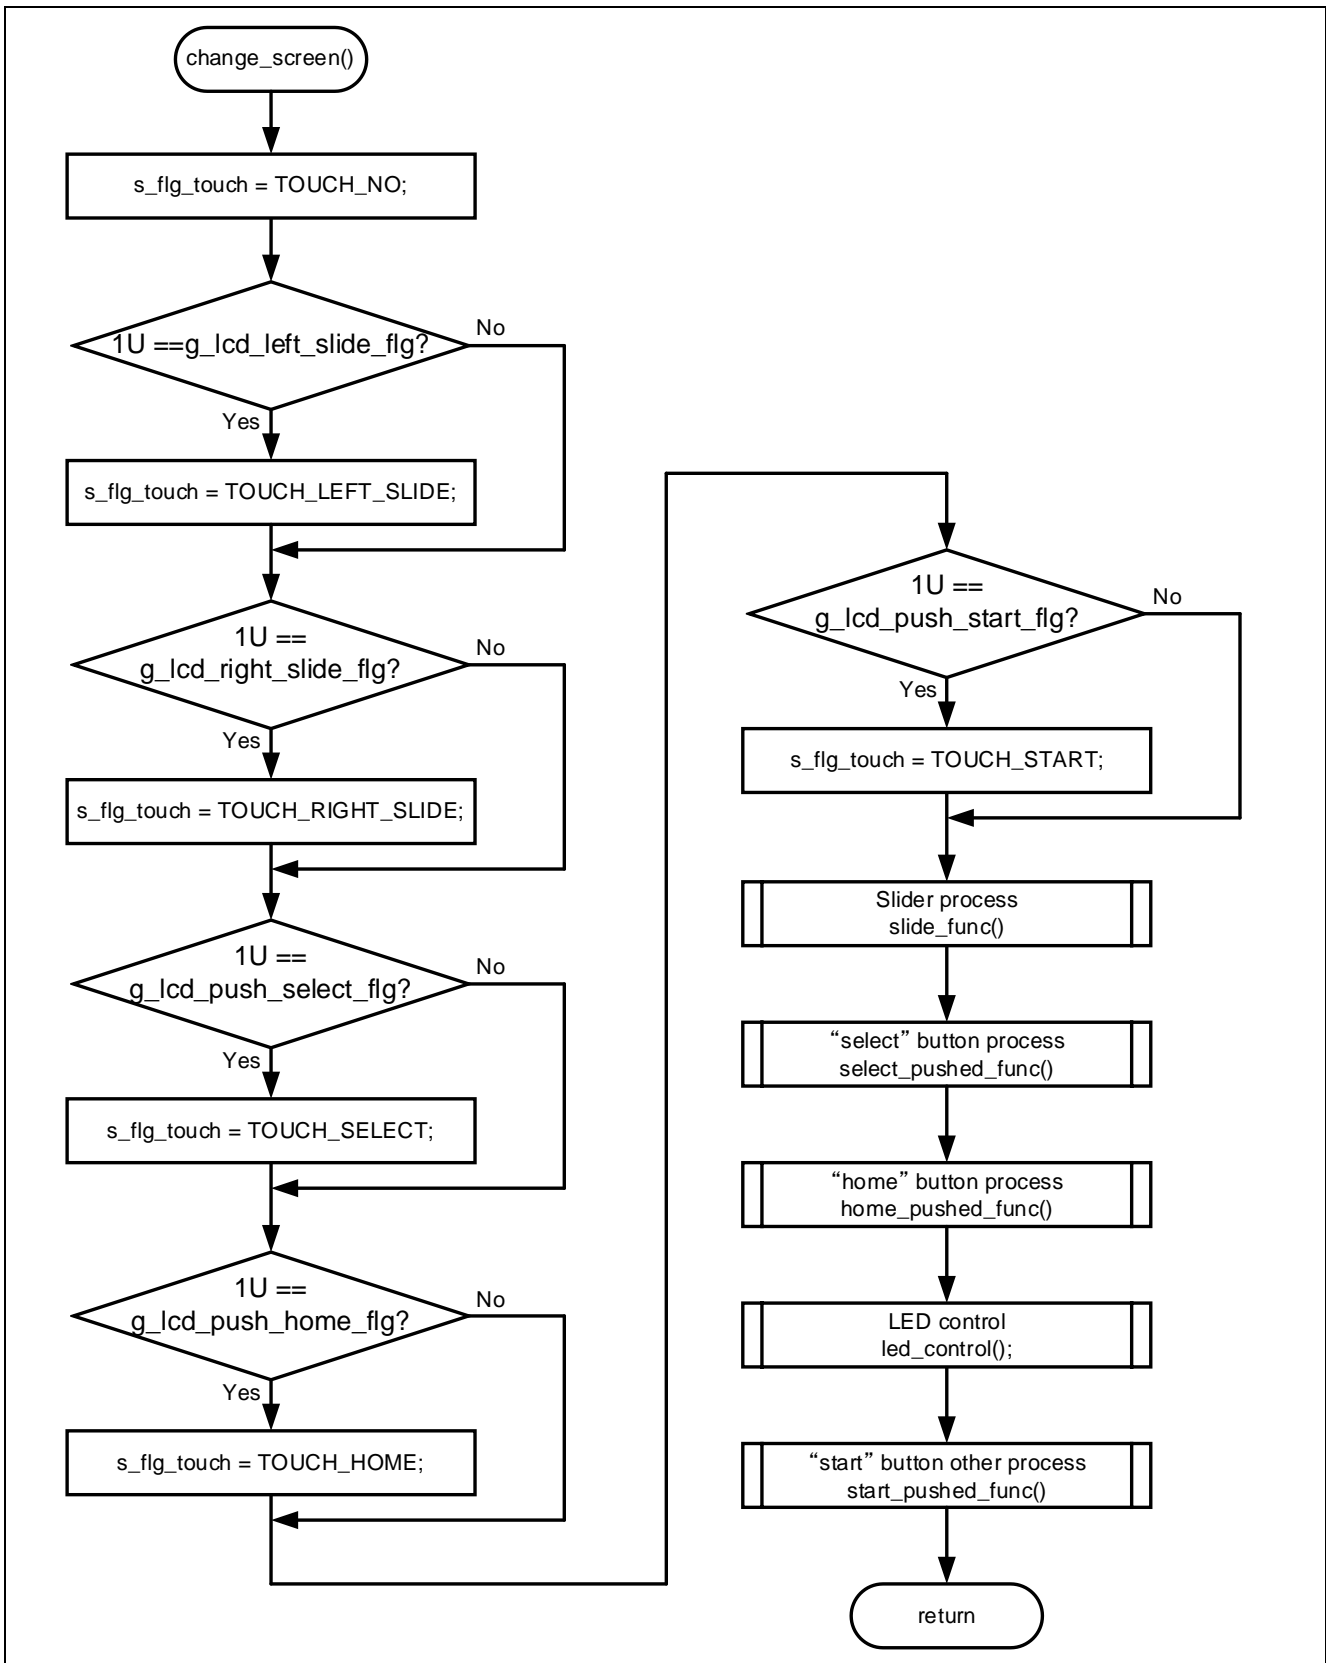 change_screen()
s_flg_touch = TOUCH_NO;
1U ==g_lcd_left_slide_flg?
No
Yes
s_flg_touch = TOUCH_LEFT_SLIDE;
1U ==
g_lcd_right_slide_flg?
No
Yes
s_flg_touch = TOUCH_RIGHT_SLIDE;
1U ==
g_lcd_push_select_flg?
No
Yes
s_flg_touch = TOUCH_SELECT;
1U ==
g_lcd_push_home_flg?
No
Yes
s_flg_touch = TOUCH_HOME;
1U ==
g_lcd_push_start_flg?
No
Yes
s_flg_touch = TOUCH_START;
Slider process
slide_func()
“select” button process
select_pushed_func()
“home” button process
home_pushed_func()
LED control
led_control();
“start” button other process
start_pushed_func()
return